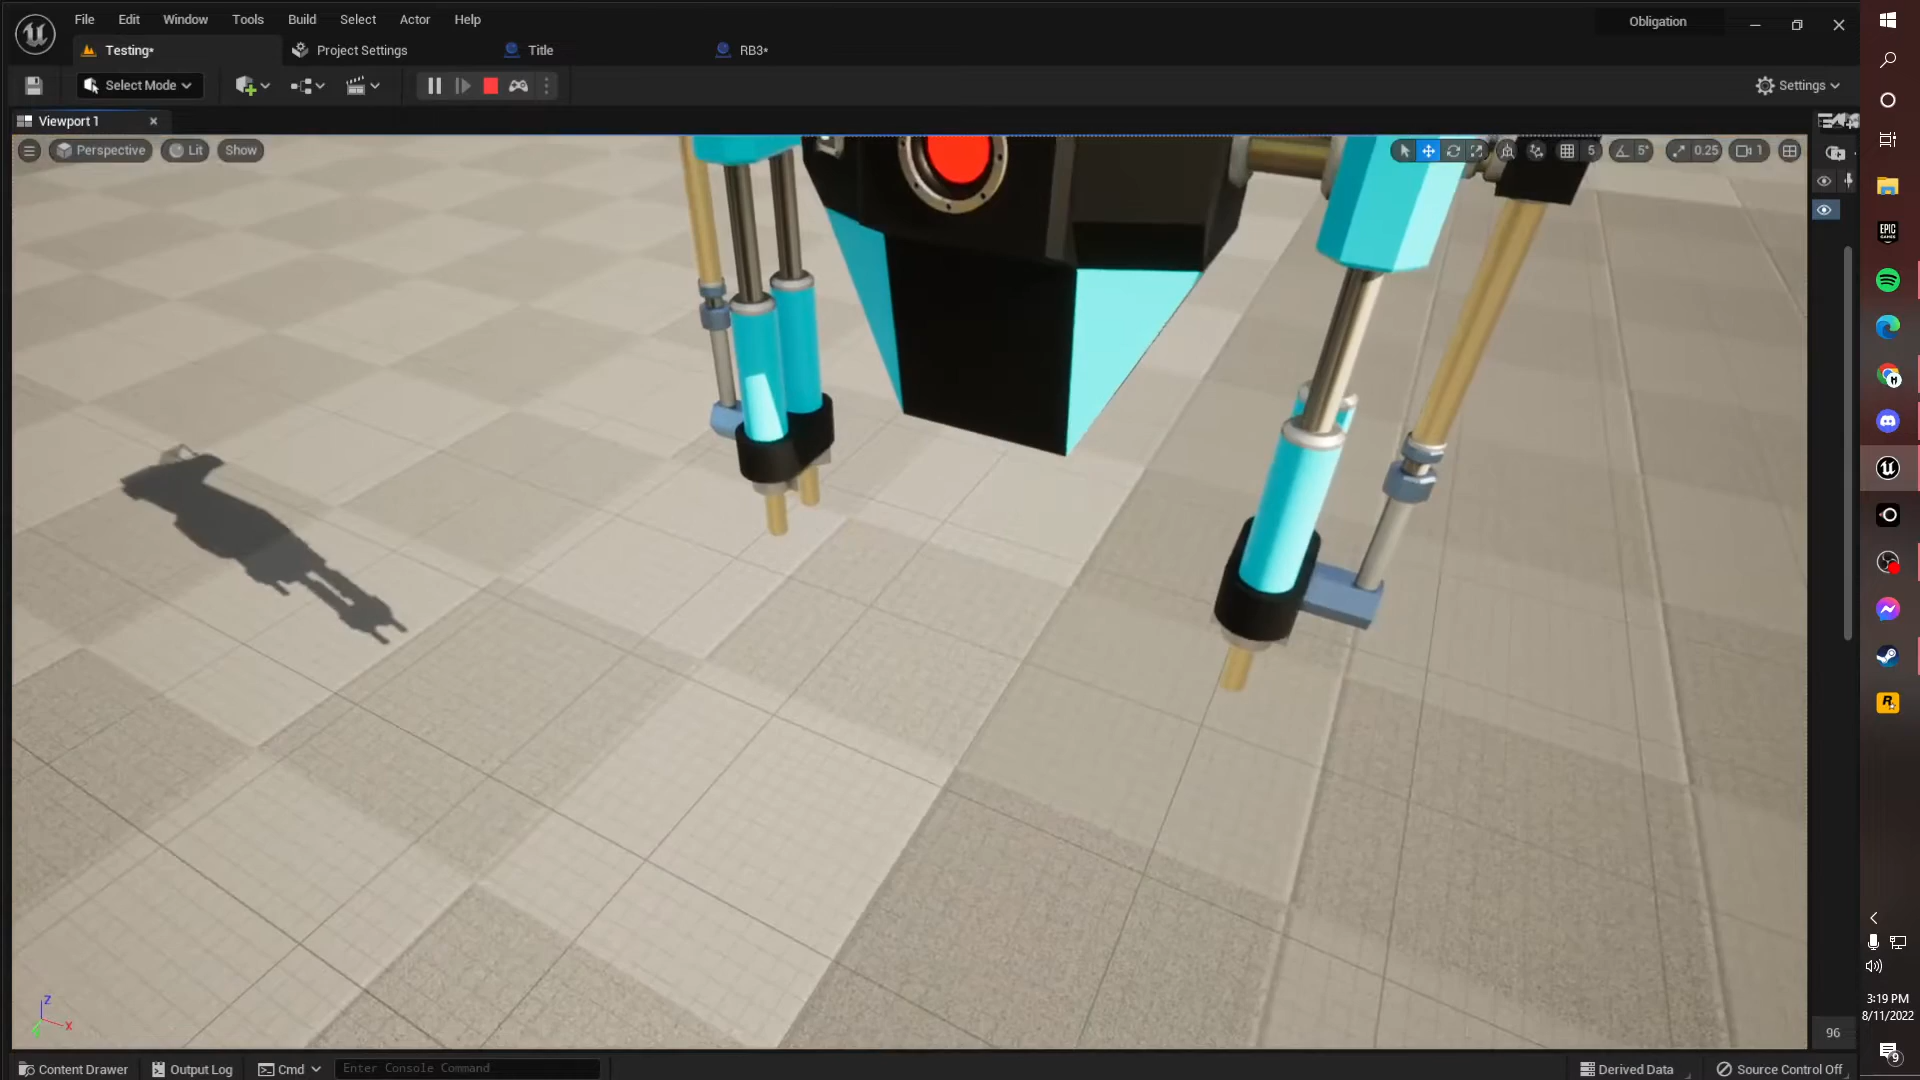 File Edit Window Tools Build Select Actor Help
Obligation
Testing*
Project Settings
Title
RB3*
Select Mode
Settings
Viewport 1
Perspective
Lit
Show
5
5°
0.25
1
EPIC
GAMES
Z
X
96
3:19 PM
8/11/2022
9
Content Drawer
Output Log
Cmd
Enter Console Command
Derived Data
Source Control Off